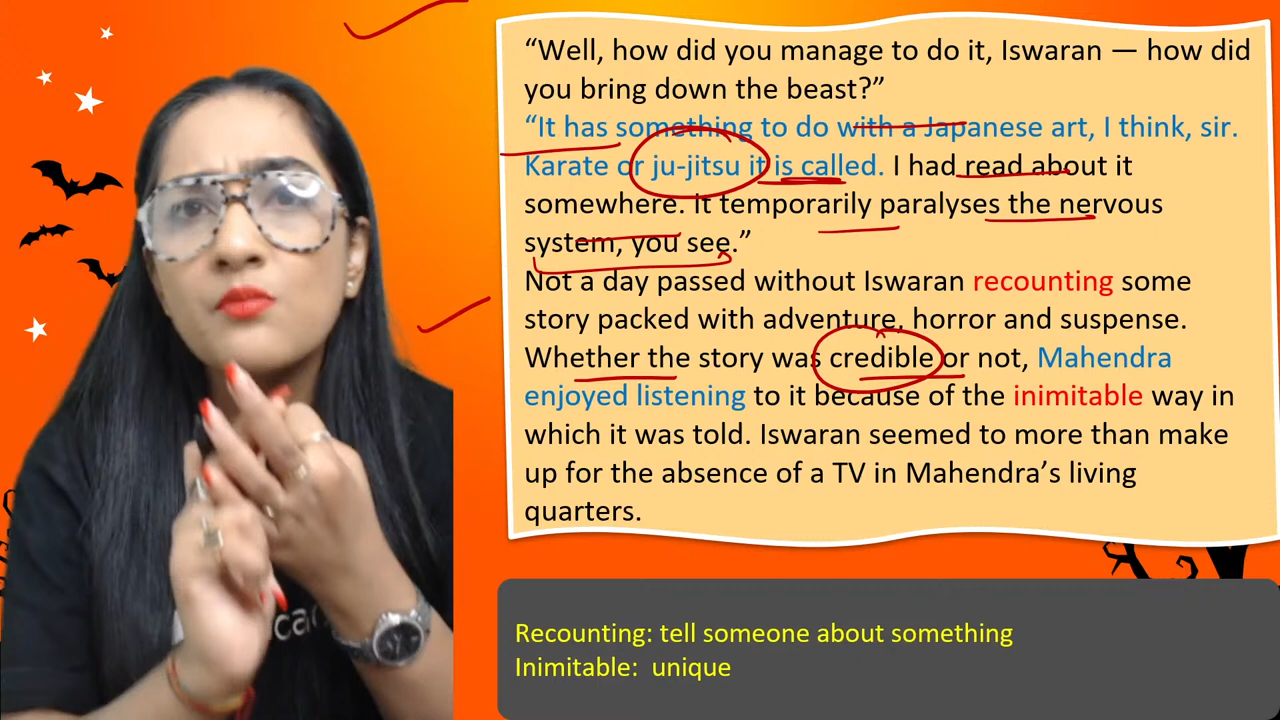 “Well, how did you manage to do it, Iswaran — how did
you bring down the beast?”
“It has something to do with a Japanese art, I think, sir.
Karate or ju-jitsu it is called. I had read about it
somewhere. It temporarily paralyses the nervous
system, you see.”
Not a day passed without Iswaran recounting some
story packed with adventure, horror and suspense.
Whether the story was credible or not, Mahendra
enjoyed listening to it because of the inimitable way in
which it was told. Iswaran seemed to more than make
up for the absence of a TV in Mahendra’s living
quarters.
Recounting: tell someone about something
Inimitable:  unique